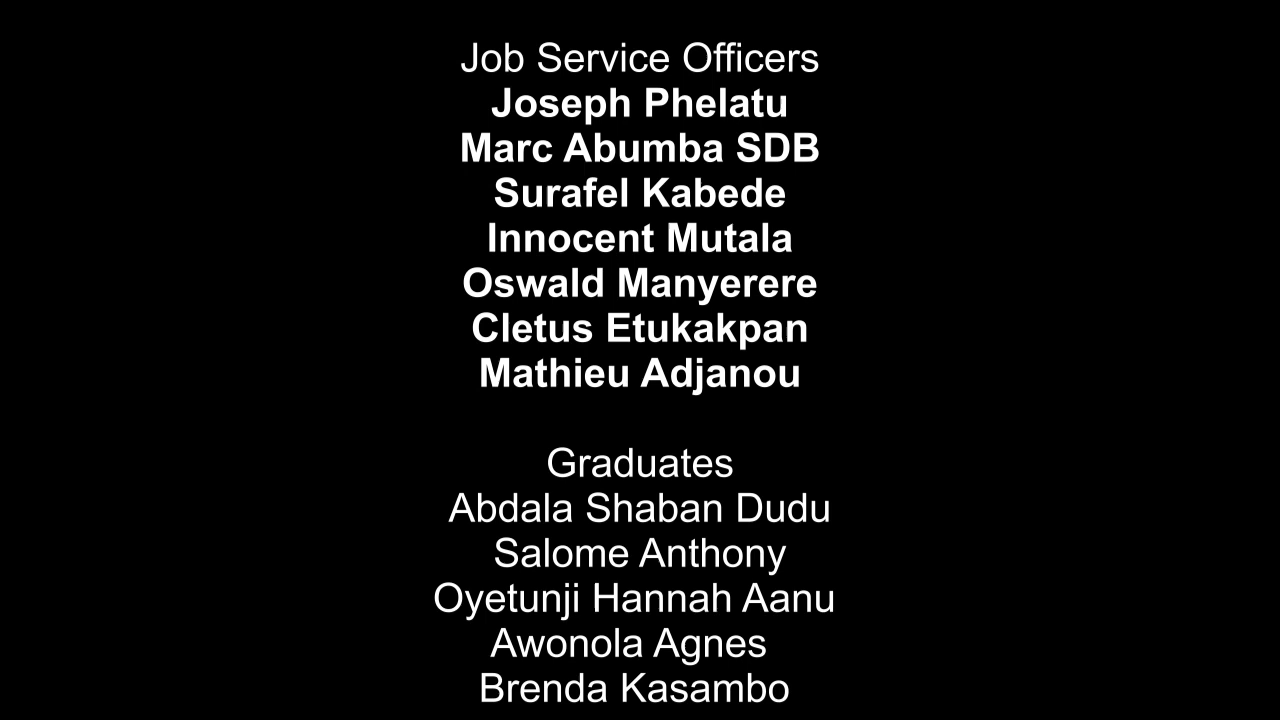 Job Service Officers
Joseph Phelatu
Marc Abumba SDB
Surafel Kabede
Innocent Mutala
Oswald Manyerere
Cletus Etukakpan
Mathieu Adjanou
Graduates
Abdala Shaban Dudu
Salome Anthony
Oyetunji Hannah Aanu
Awonola Agnes
Brenda Kasambo